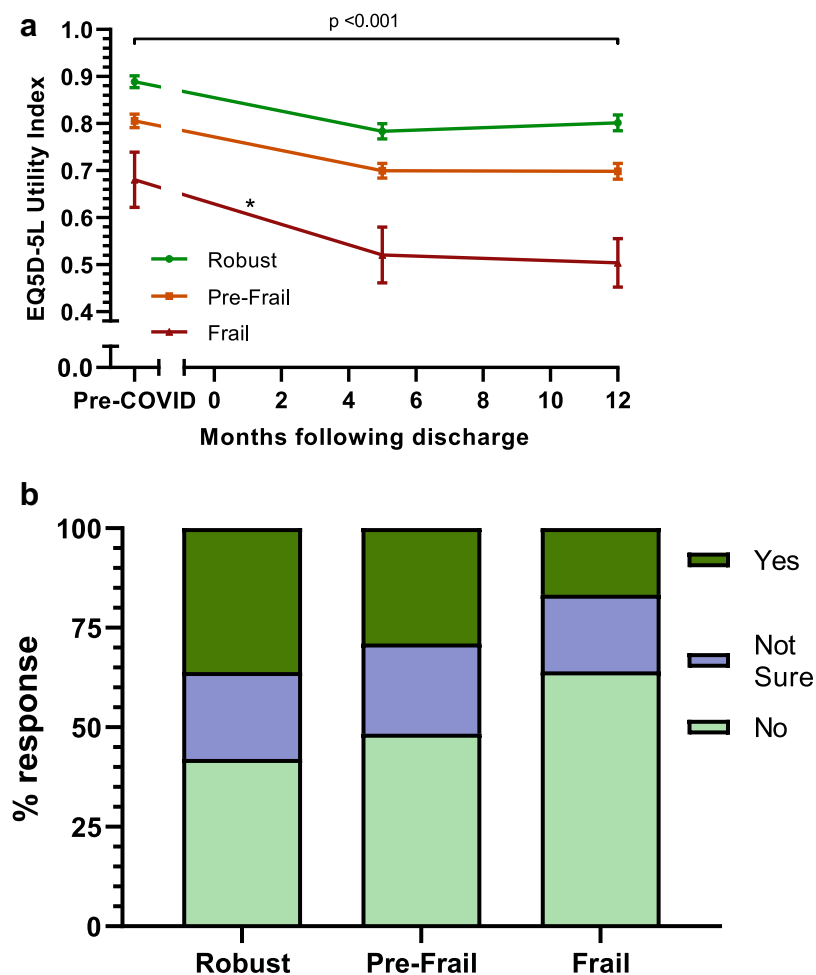 a
p <0.001
1.0
0.9
0.8
0.7
0.6
0.5
0.4
0.0
EQ5D-5L Utility Index
*
Robust
Pre-Frail
Frail
Pre-COVID 0 2 4 6 8 10 12
Months following discharge
b
100
75
50
25
0
% response
Yes
Not
Sure
No
Robust Pre-Frail Frail